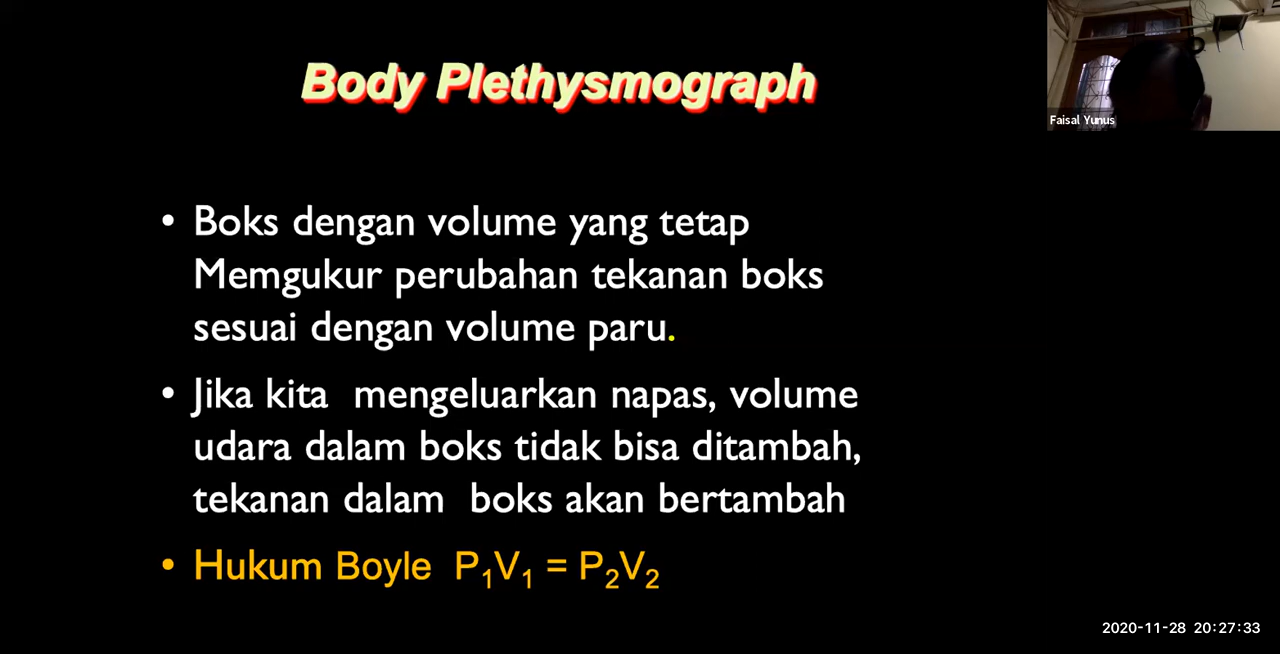 Body Plethysmograph
Faisal Yunus
• Boks dengan volume yang tetap
Memgukur perubahan tekanan boks
sesuai dengan volume paru.
• Jika kita mengeluarkan napas, volume
udara dalam boks tidak bisa ditambah,
tekanan dalam boks akan bertambah
• Hukum Boyle P₁V₁ = P₂V₂
2020-11-28 20:27:33